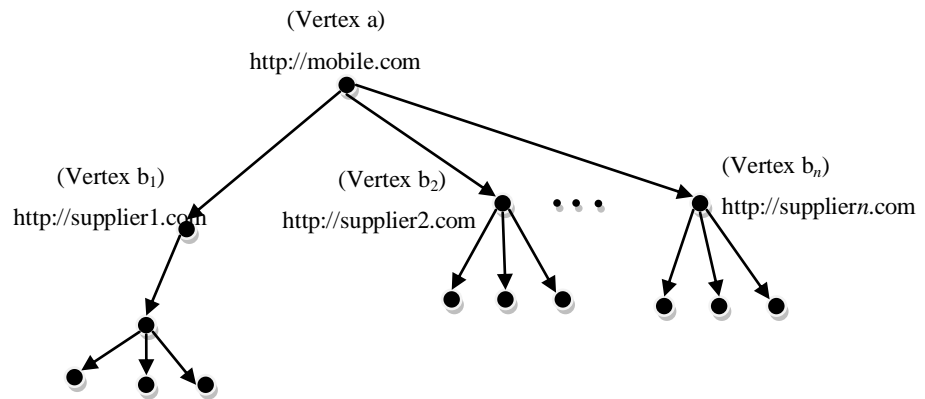 (Vertex a)
http://mobile.com
(Vertex b₁)
http://supplier1.com
(Vertex b₂)
http://supplier2.com
• • •
(Vertex bₙ)
http://suppliern.com